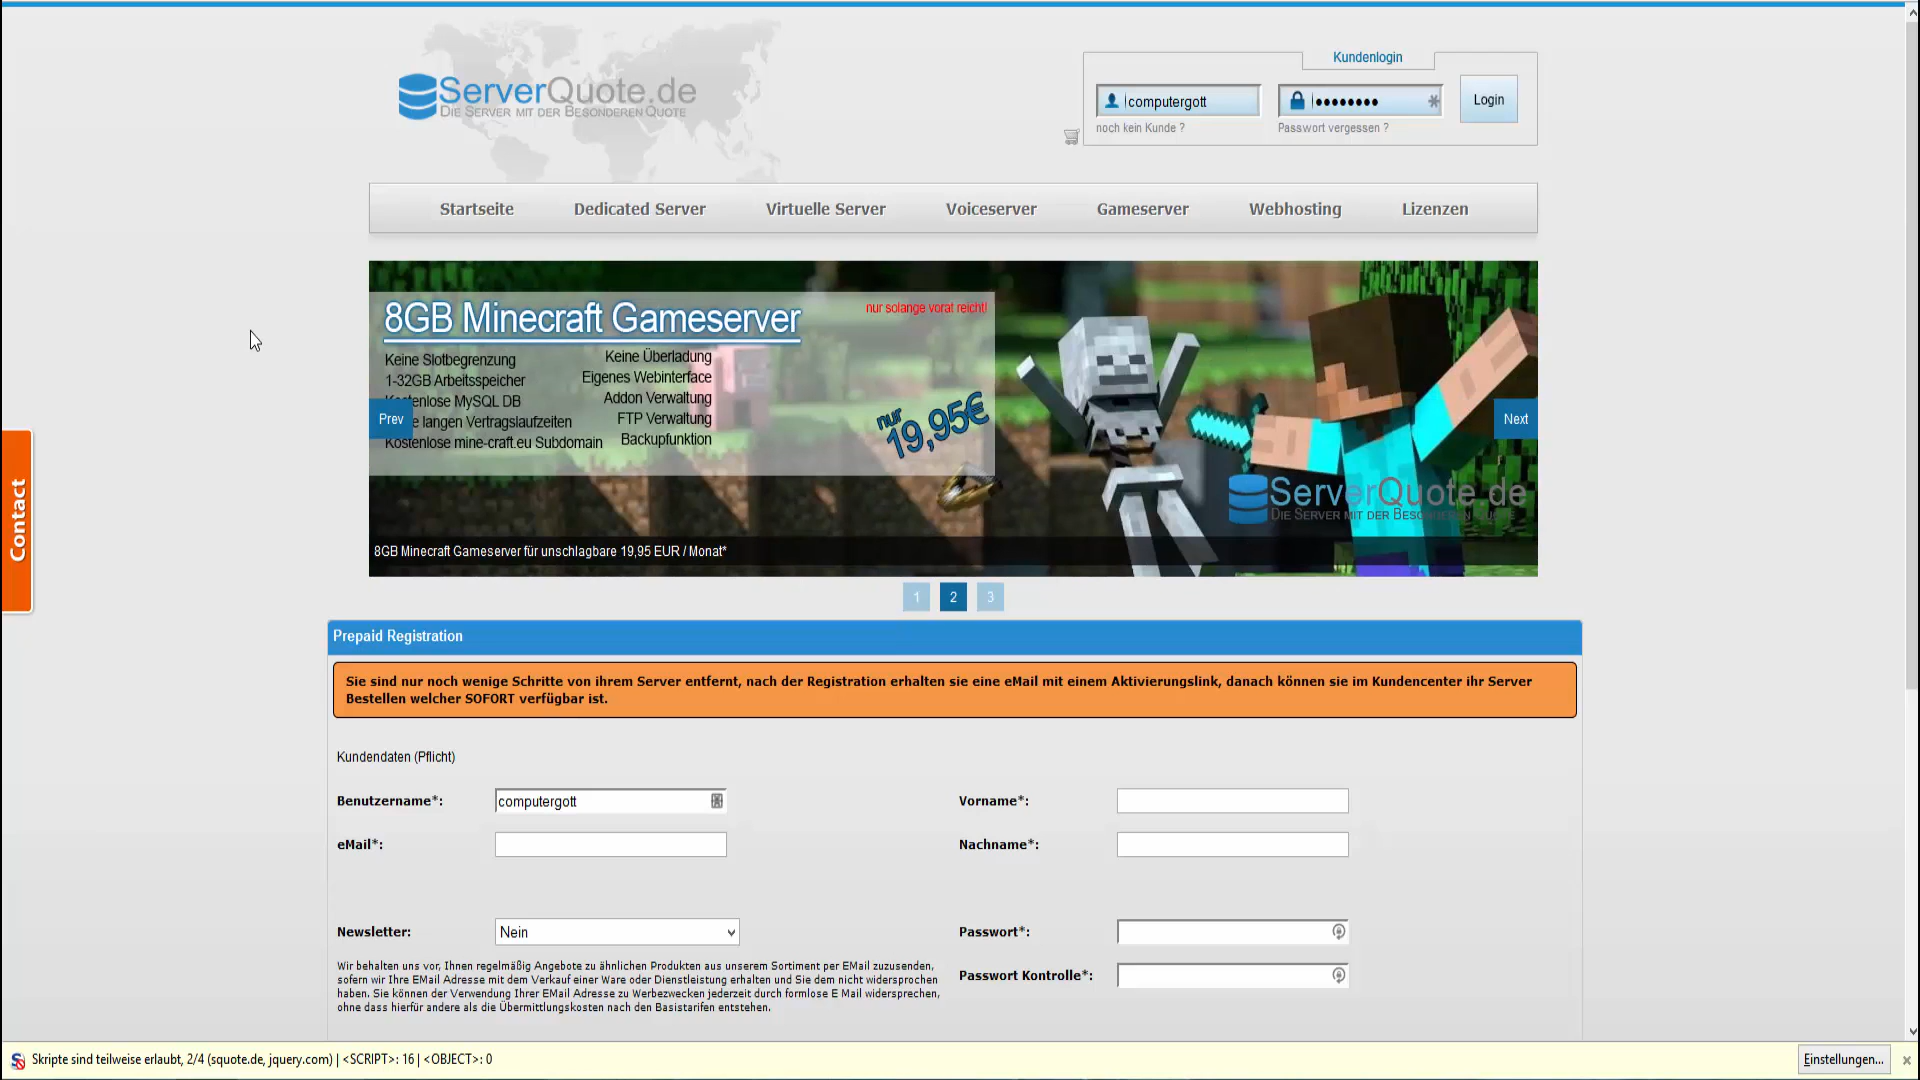 ServerQuote.de
Die Server mit der Besonderen Quote
Kundenlogin
computergott
Login
noch kein Kunde ?
Passwort vergessen ?
Startseite
Dedicated Server
Virtuelle Server
Voiceserver
Gameserver
Webhosting
Lizenzen
8GB Minecraft Gameserver
nur solange vorat reicht!
Keine Slotbegrenzung
Keine Überladung
1-32GB Arbeitsspeicher
Eigenes Webinterface
MySQL DB
Addon Verwaltung
langen Vertragslaufzeiten
FTP Verwaltung
Kostenlose mine-craft.eu Subdomain
Backupfunktion
nur
19,95€
Prev
Next
Contact
ServerQuote.de
Die Server mit der Besonderen Quote
8GB Minecraft Gameserver für unschlagbare 19,95 EUR / Monat*
1 2 3
Prepaid Registration
Sie sind nur noch wenige Schritte von ihrem Server entfernt, nach der Registration erhalten sie eine eMail mit einem Aktivierungslink, danach können sie im Kundencenter ihr Server
Bestellen welcher SOFORT verfügbar ist.
Kundendaten (Pflicht)
Benutzername*:
computergott
Vorname*:
eMail*:
Nachname*:
Newsletter:
Nein
Passwort*:
Wir behalten uns vor, Ihnen regelmäßig Angebote zu ähnlichen Produkten aus unserem Sortiment per EMail zuzusenden,
sofern wir Ihre EMail Adresse mit dem Verkauf einer Ware oder Dienstleistung erhalten und Sie dem nicht widersprochen
haben. Sie können der Verwendung Ihrer EMail Adresse zu Werbezwecken jederzeit durch formlose E Mail widersprechen,
ohne dass hierfür andere als die Übermittlungskosten nach den Basistarifen entstehen.
Passwort Kontrolle*:
Skripte sind teilweise erlaubt, 2/4 (squote.de, jquery.com) | <SCRIPT>: 16 | <OBJECT>: 0
Einstellungen...